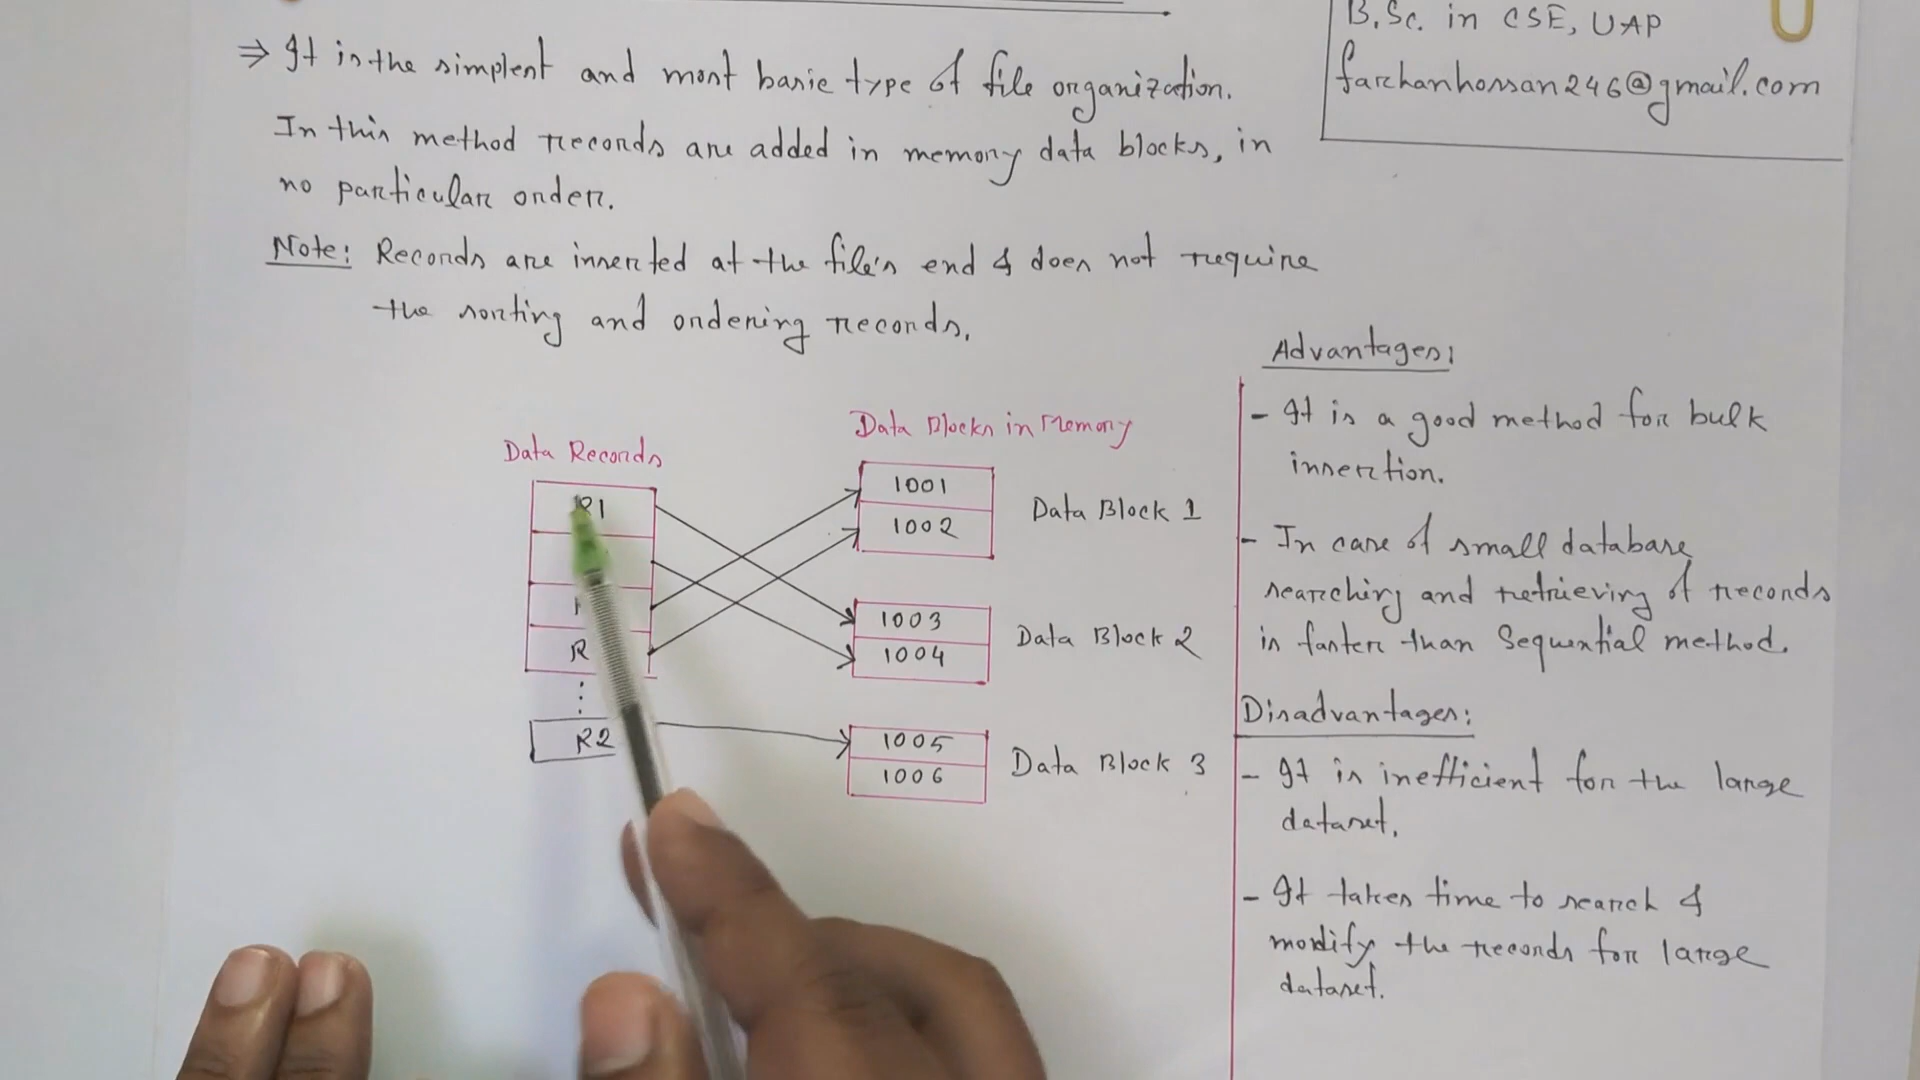 B.Sc. in CSE, UAP
farhanhossan246@gmail.com
⇒ It is the simplest and most basic type of file organization.
In this method records are added in memory data blocks, in
no particular order.
Note: Records are inserted at the file's end & does not require
the sorting and ordering records.
Data Records
R1
R
R2
Data Blocks in Memory
1001
1002
Data Block 1
1003
1004
Data Block 2
1005
1006
Data Block 3
Advantages:
- It is a good method for bulk
insertion.
- In case of small database
searching and retrieving of records
is faster than Sequential method.
Disadvantages:
- It is inefficient for the large
dataset.
- It takes time to search &
modify the records for large
dataset.